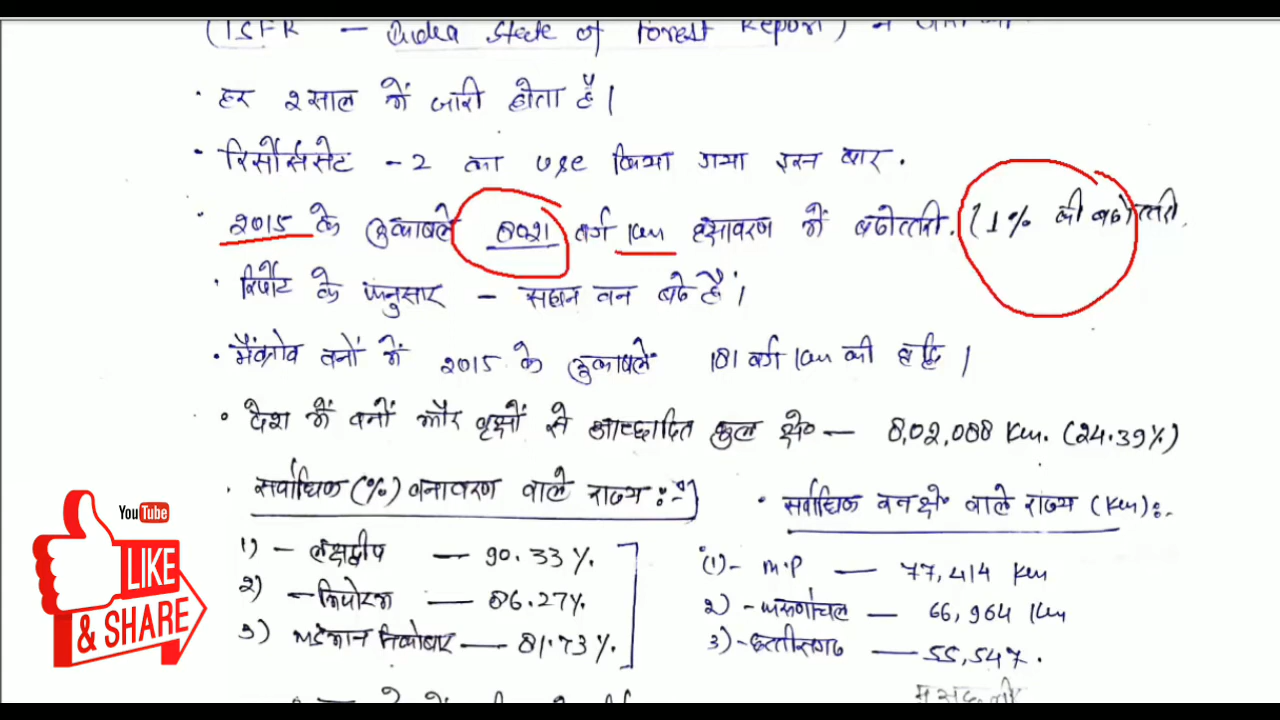 (ISFR – India State of Forest Report) ने
• हर 2 साल में जारी होता है।
• रिसोर्ससेट - 2 का use किया गया इस बार.
• 2015 के मुकाबले 8021 वर्ग km वृक्षावरण में बढोत्तरी. (1% की बढोत्तरी.
• रिर्पोट के अनुसार – सघन वन बढे है।
• मैंग्रोव वनों में 2015 के मुकाबले 181 वर्ग km की वृद्धि।
• देश में वनों और वृक्षों से आच्छादित कुल क्षे॰ – 8,02,088 Km. (24.39%)
• सर्वाधिक (%) वनावरण वाले राज्य :-
1) – लक्षद्वीप – 90.33%.
2) – मिजोरम – 86.27%.
3) अंडमान निकोबार – 81.73%.
• सर्वाधिक वन क्षे॰ वाले राज्य (Km) :-
(1) - M.P – 77,414 Km
2) - अरुणांचल – 66,964 Km
3) - छत्तीसगढ – 55,547.
YouTube
LIKE
& SHARE